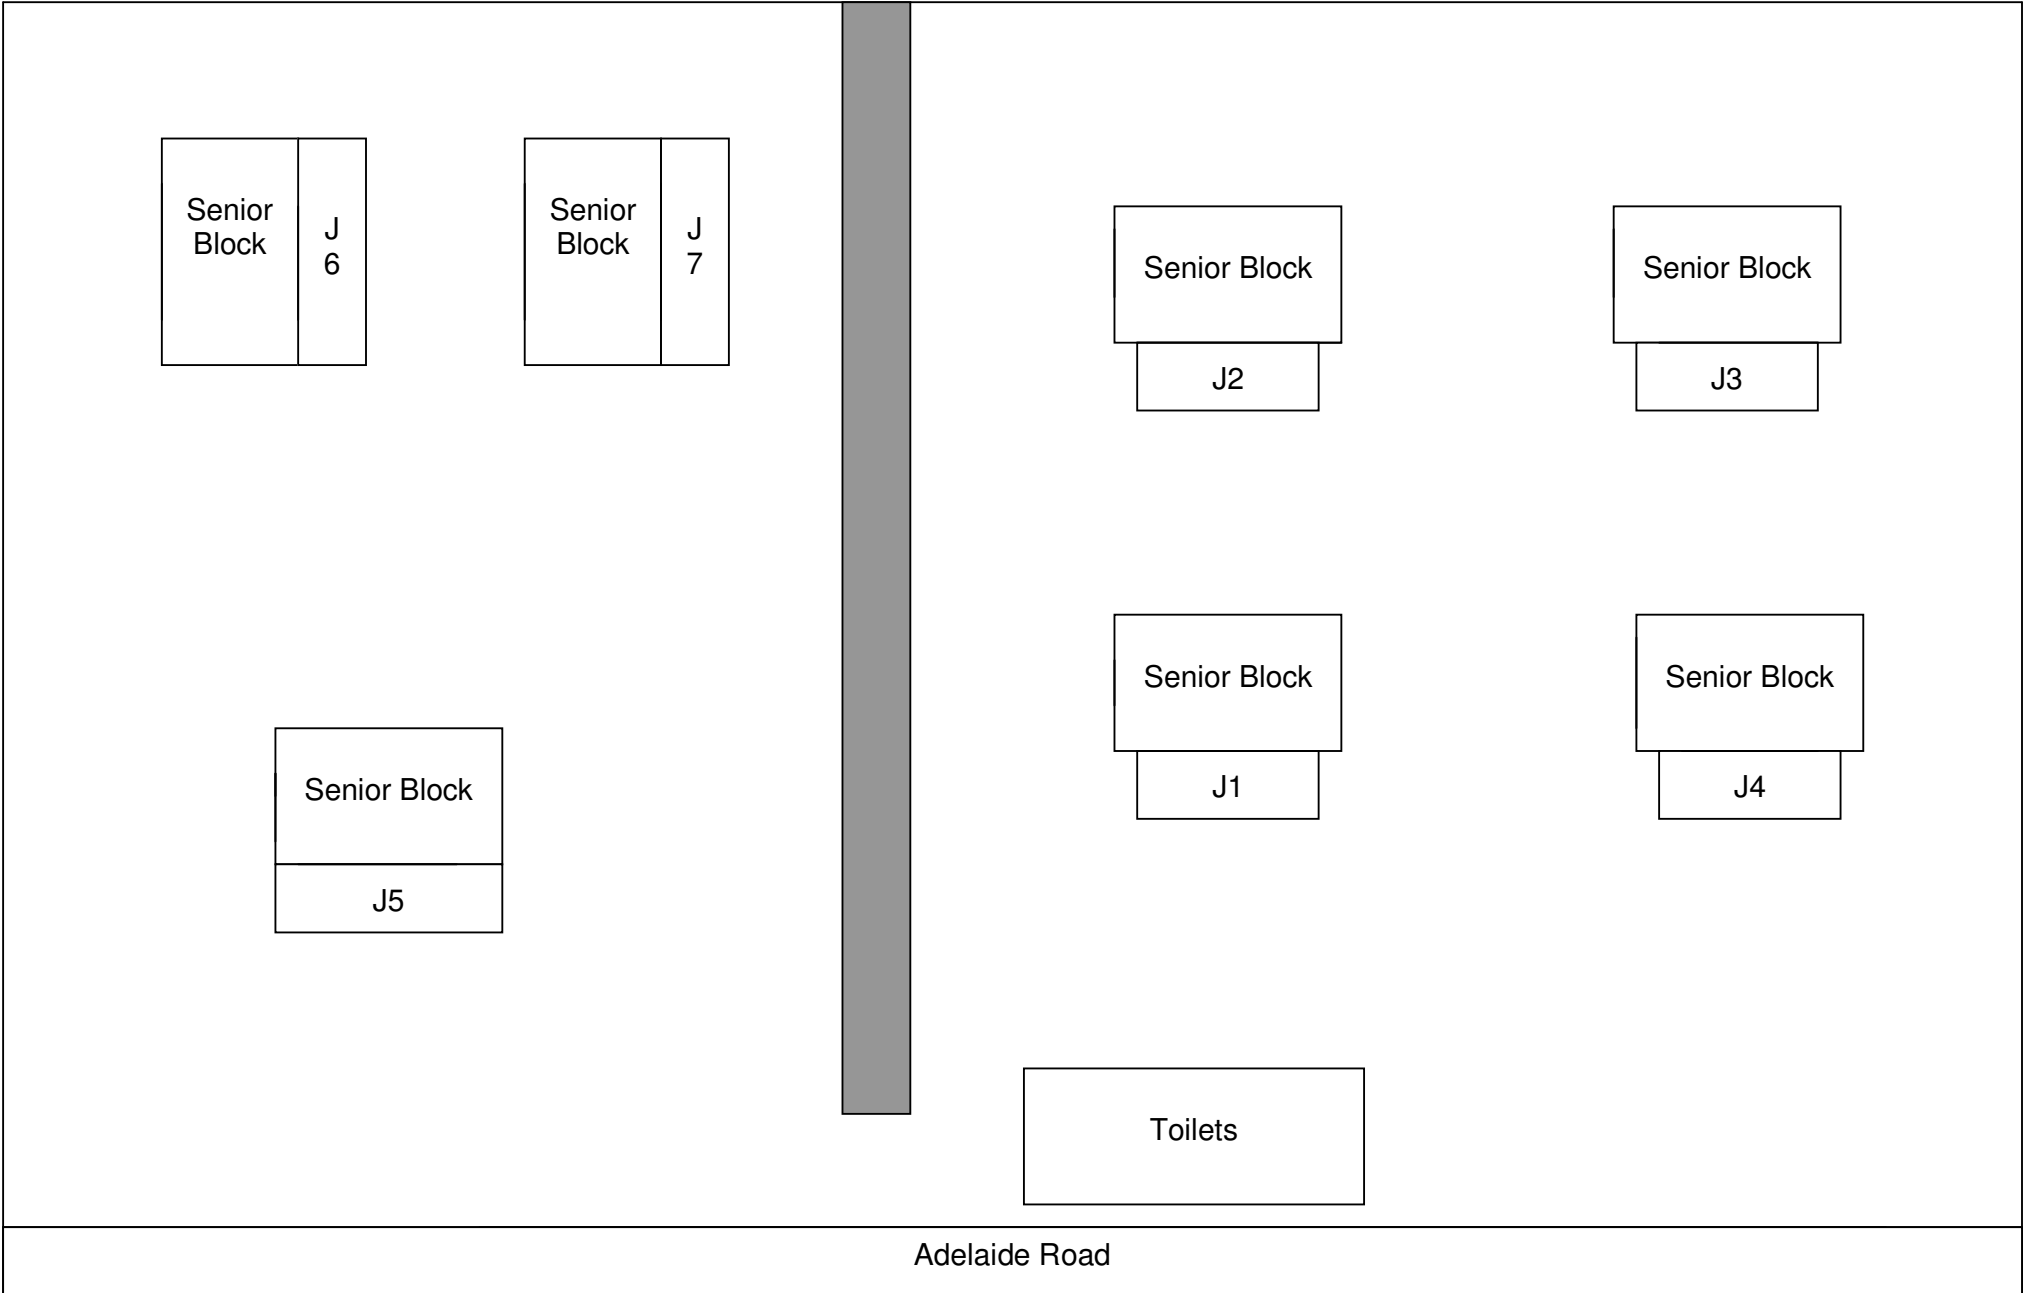 Senior
Block
J
6
Senior
Block
J
7
Senior Block
J2
Senior Block
J3
Senior Block
J1
Senior Block
J4
Senior Block
J5
Toilets
Adelaide Road